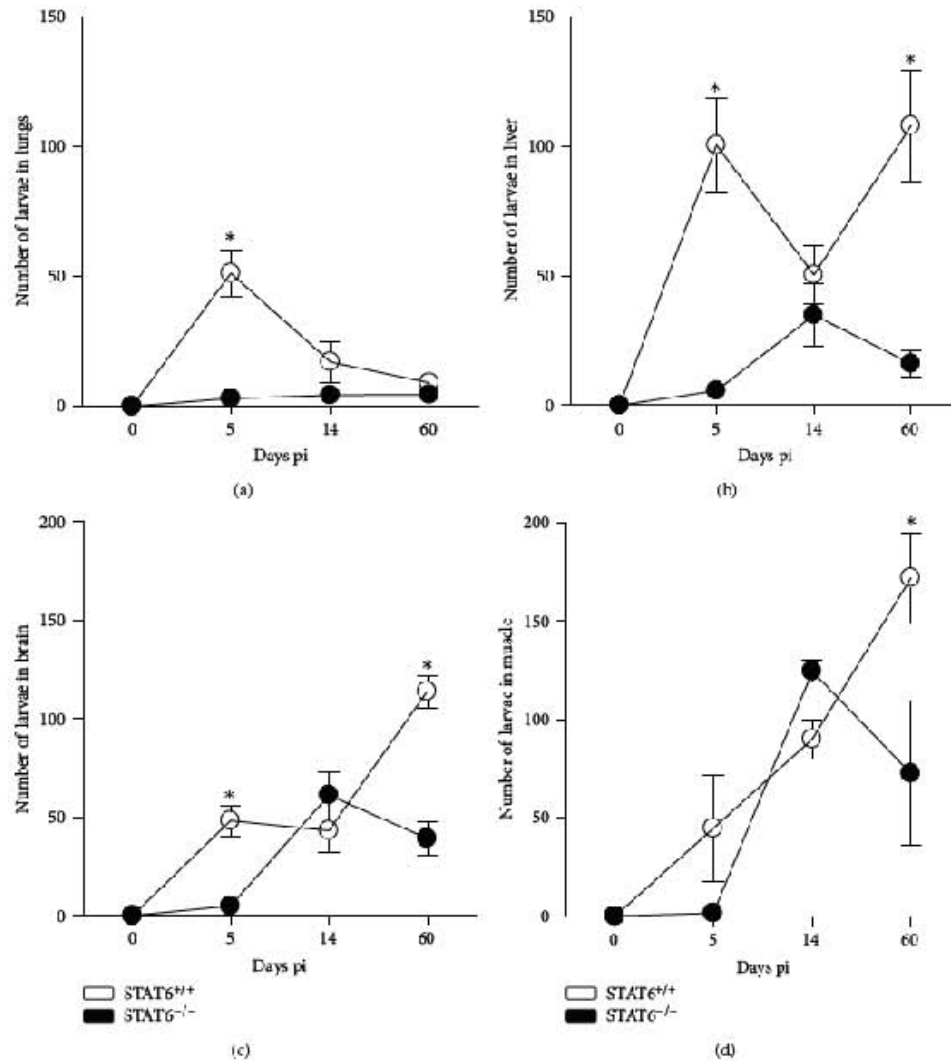 150
100
50
0
Number of larvae in lungs
*
0 5 14 60
Days pi
(a)
150
100
50
0
Number of larvae in liver
*
*
0 5 14 60
Days pi
(b)
200
150
100
50
0
Number of larvae in brain
*
*
0 5 14 60
Days pi
STAT6+/+
STAT6−/−
(c)
200
150
100
50
0
Number of larvae in muscle
*
0 5 14 60
Days pi
STAT6+/+
STAT6−/−
(d)